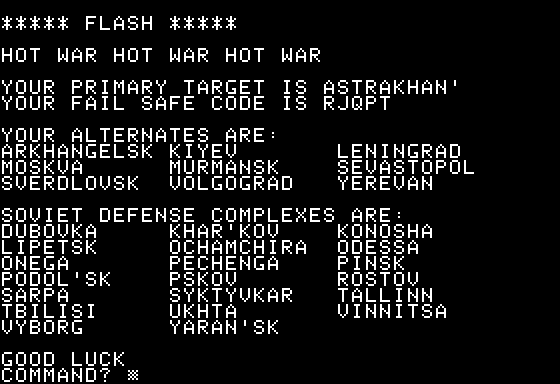 ***** FLASH *****
HOT WAR HOT WAR HOT WAR
YOUR PRIMARY TARGET IS ASTRAKHAN'
YOUR FAIL SAFE CODE IS RJQPT
YOUR ALTERNATES ARE:
ARKHANGELSK KIYEV LENINGRAD
MOSKVA MURMANSK SEVASTOPOL
SVERDLOVSK VOLGOGRAD YEREVAN
SOVIET DEFENSE COMPLEXES ARE:
DUBOVKA KHAR'KOV KONOSHA
LIPETSK OCHAMCHIRA ODESSA
ONEGA PECHENGA PINSK
PODOL'SK PSKOV ROSTOV
SARPA SYKTYVKAR TALLINN
TBILISI UKHTA VINNITSA
VYBORG YARAN'SK
GOOD LUCK
COMMAND?